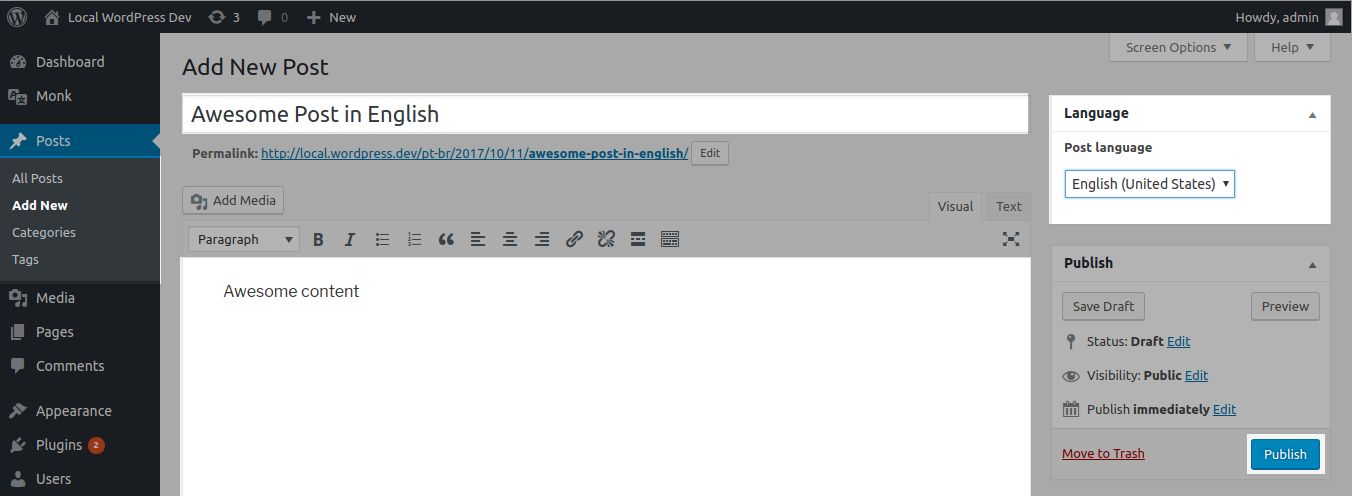 Local WordPress Dev 3 0 New Howdy, admin
Screen Options Help
Dashboard
Monk
Posts
All Posts
Add New
Categories
Tags
Media
Pages
Comments
Appearance
Plugins 2
Users
Add New Post
Awesome Post in English
Permalink: http://local.wordpress.dev/pt-br/2017/10/11/awesome-post-in-english/ Edit
Add Media
Visual Text
Paragraph B I
Awesome content
Language
Post language
English (United States)
Publish
Save Draft Preview
Status: Draft Edit
Visibility: Public Edit
Publish immediately Edit
Move to Trash Publish